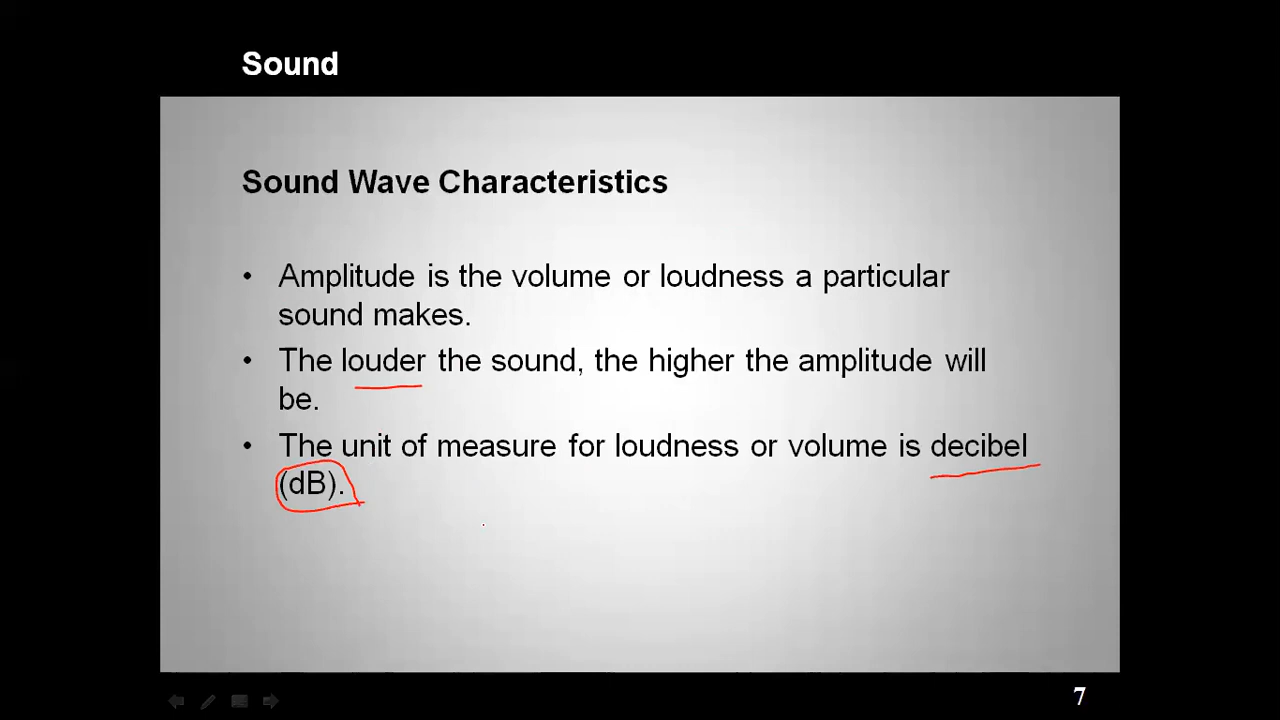 Sound
Sound Wave Characteristics
• Amplitude is the volume or loudness a particular
sound makes.
• The louder the sound, the higher the amplitude will
be.
• The unit of measure for loudness or volume is decibel
(dB).
7